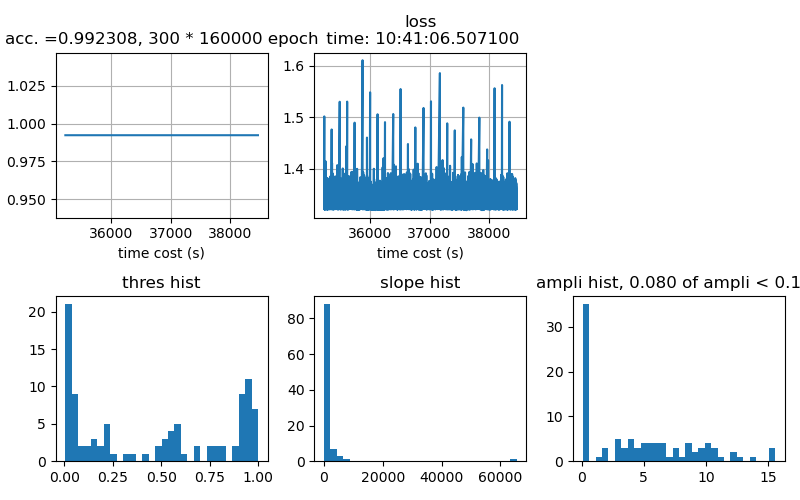 loss
acc. =0.992308, 300 * 160000 epoch time: 10:41:06.507100
1.025
1.000
0.975
0.950
36000 37000 38000
time cost (s)
1.6
1.5
1.4
36000 37000 38000
time cost (s)
thres hist
20
15
10
5
0
0.00 0.25 0.50 0.75 1.00
slope hist
80
60
40
20
0
0 20000 40000 60000
ampli hist, 0.080 of ampli < 0.1
30
20
10
0
0 5 10 15